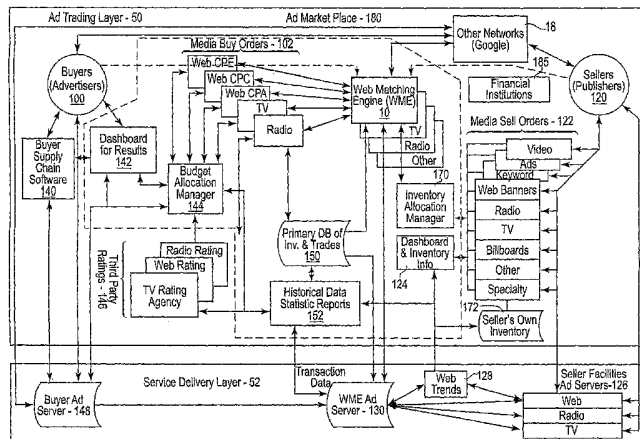 Ad Trading Layer - 50
Ad Market Place - 180
18
Other Networks
(Google)
Media Buy Orders - 102
Web CPE
Web CPC
Web CPA
TV
Radio
Buyers
(Advertisers)
100
Web Matching
Engine (WME)
10
TV
Radio
Other
185
Financial
Institutions
Sellers
(Publishers)
120
Media Sell Orders - 122
Video
Ads
Keyword
Web Banners
Radio
TV
Billboards
Other
Specialty
172
Seller's Own
Inventory
Buyer
Supply
Chain
Software
140
Dashboard
for Results
142
Budget
Allocation
Manager
144
170
Inventory
Allocation
Manager
Primary DB of
Inv. & Trades
150
Dashboard
& Inventory
Info
124
Third Party
Ratings - 146
Radio Rating
Web Rating
TV Rating
Agency
Historical Data
Statistic Reports
152
Service Delivery Layer - 52
Transaction
Data
Buyer Ad
Server - 148
WME Ad
Server - 130
Web
Trends
128
Seller Facilities
Ad Servers-126
Web
Radio
TV